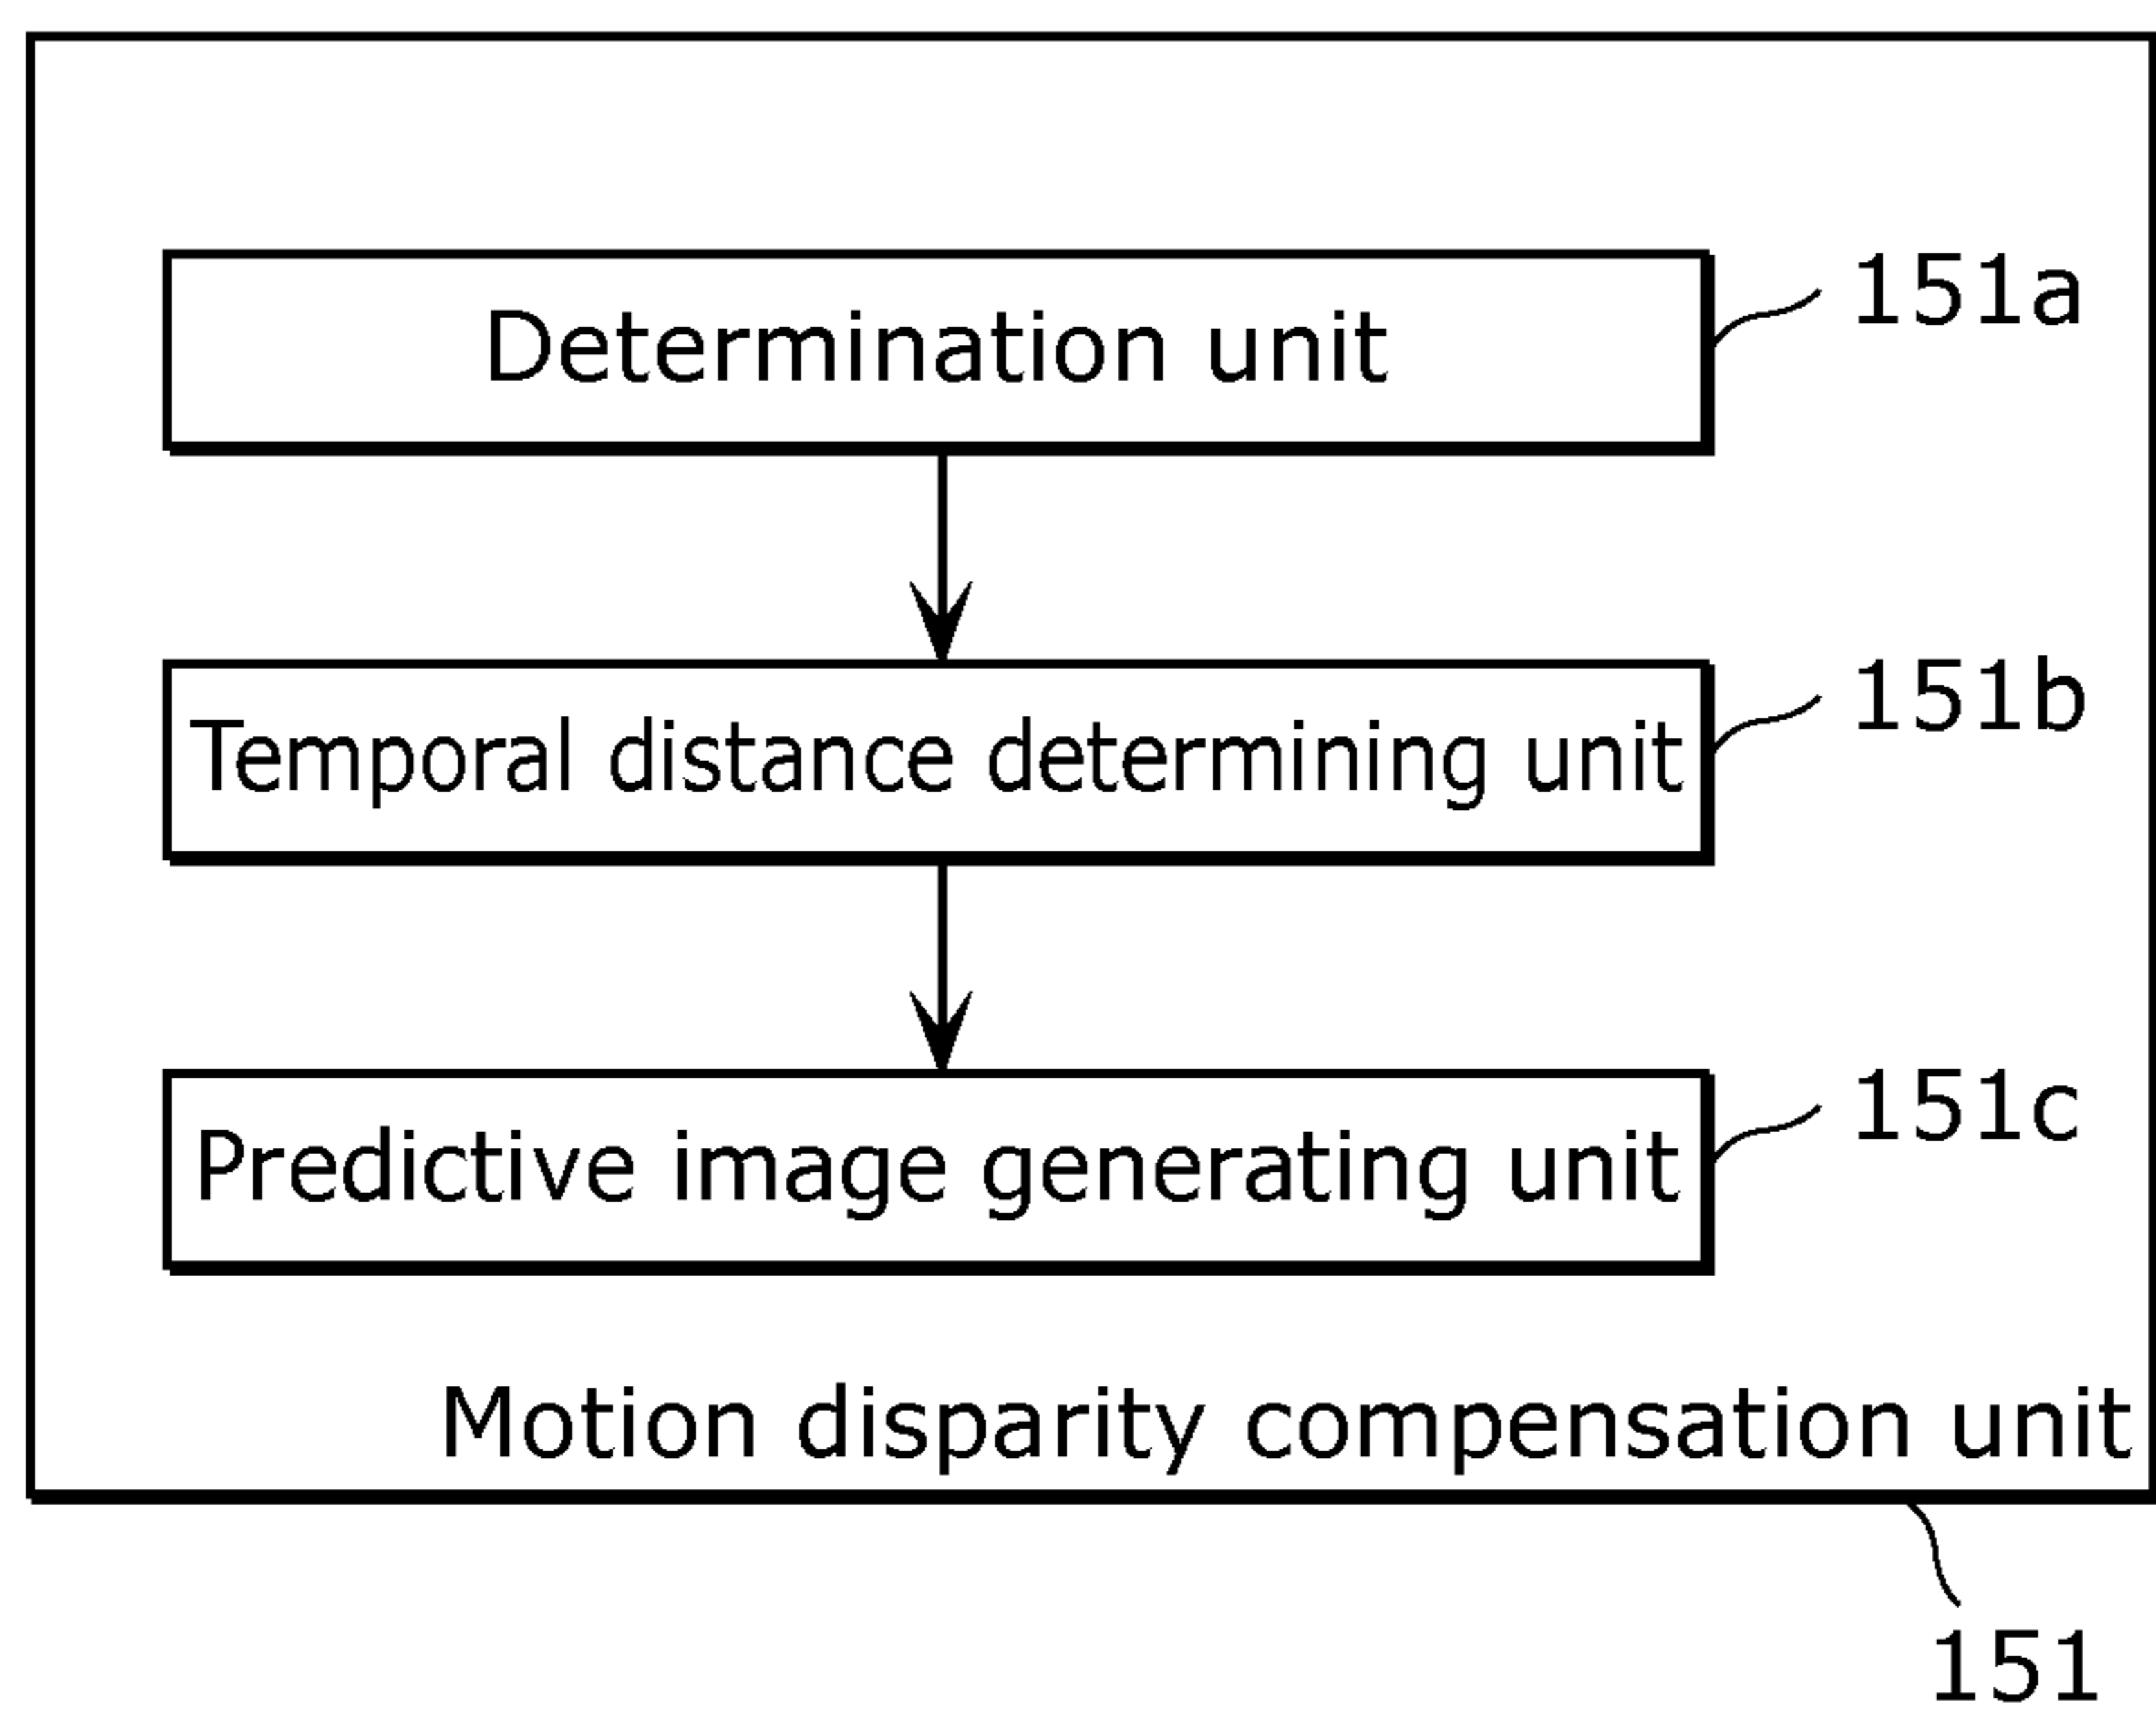 Determination unit
151a
Temporal distance determining unit
151b
Predictive image generating unit
151c
Motion disparity compensation unit
151